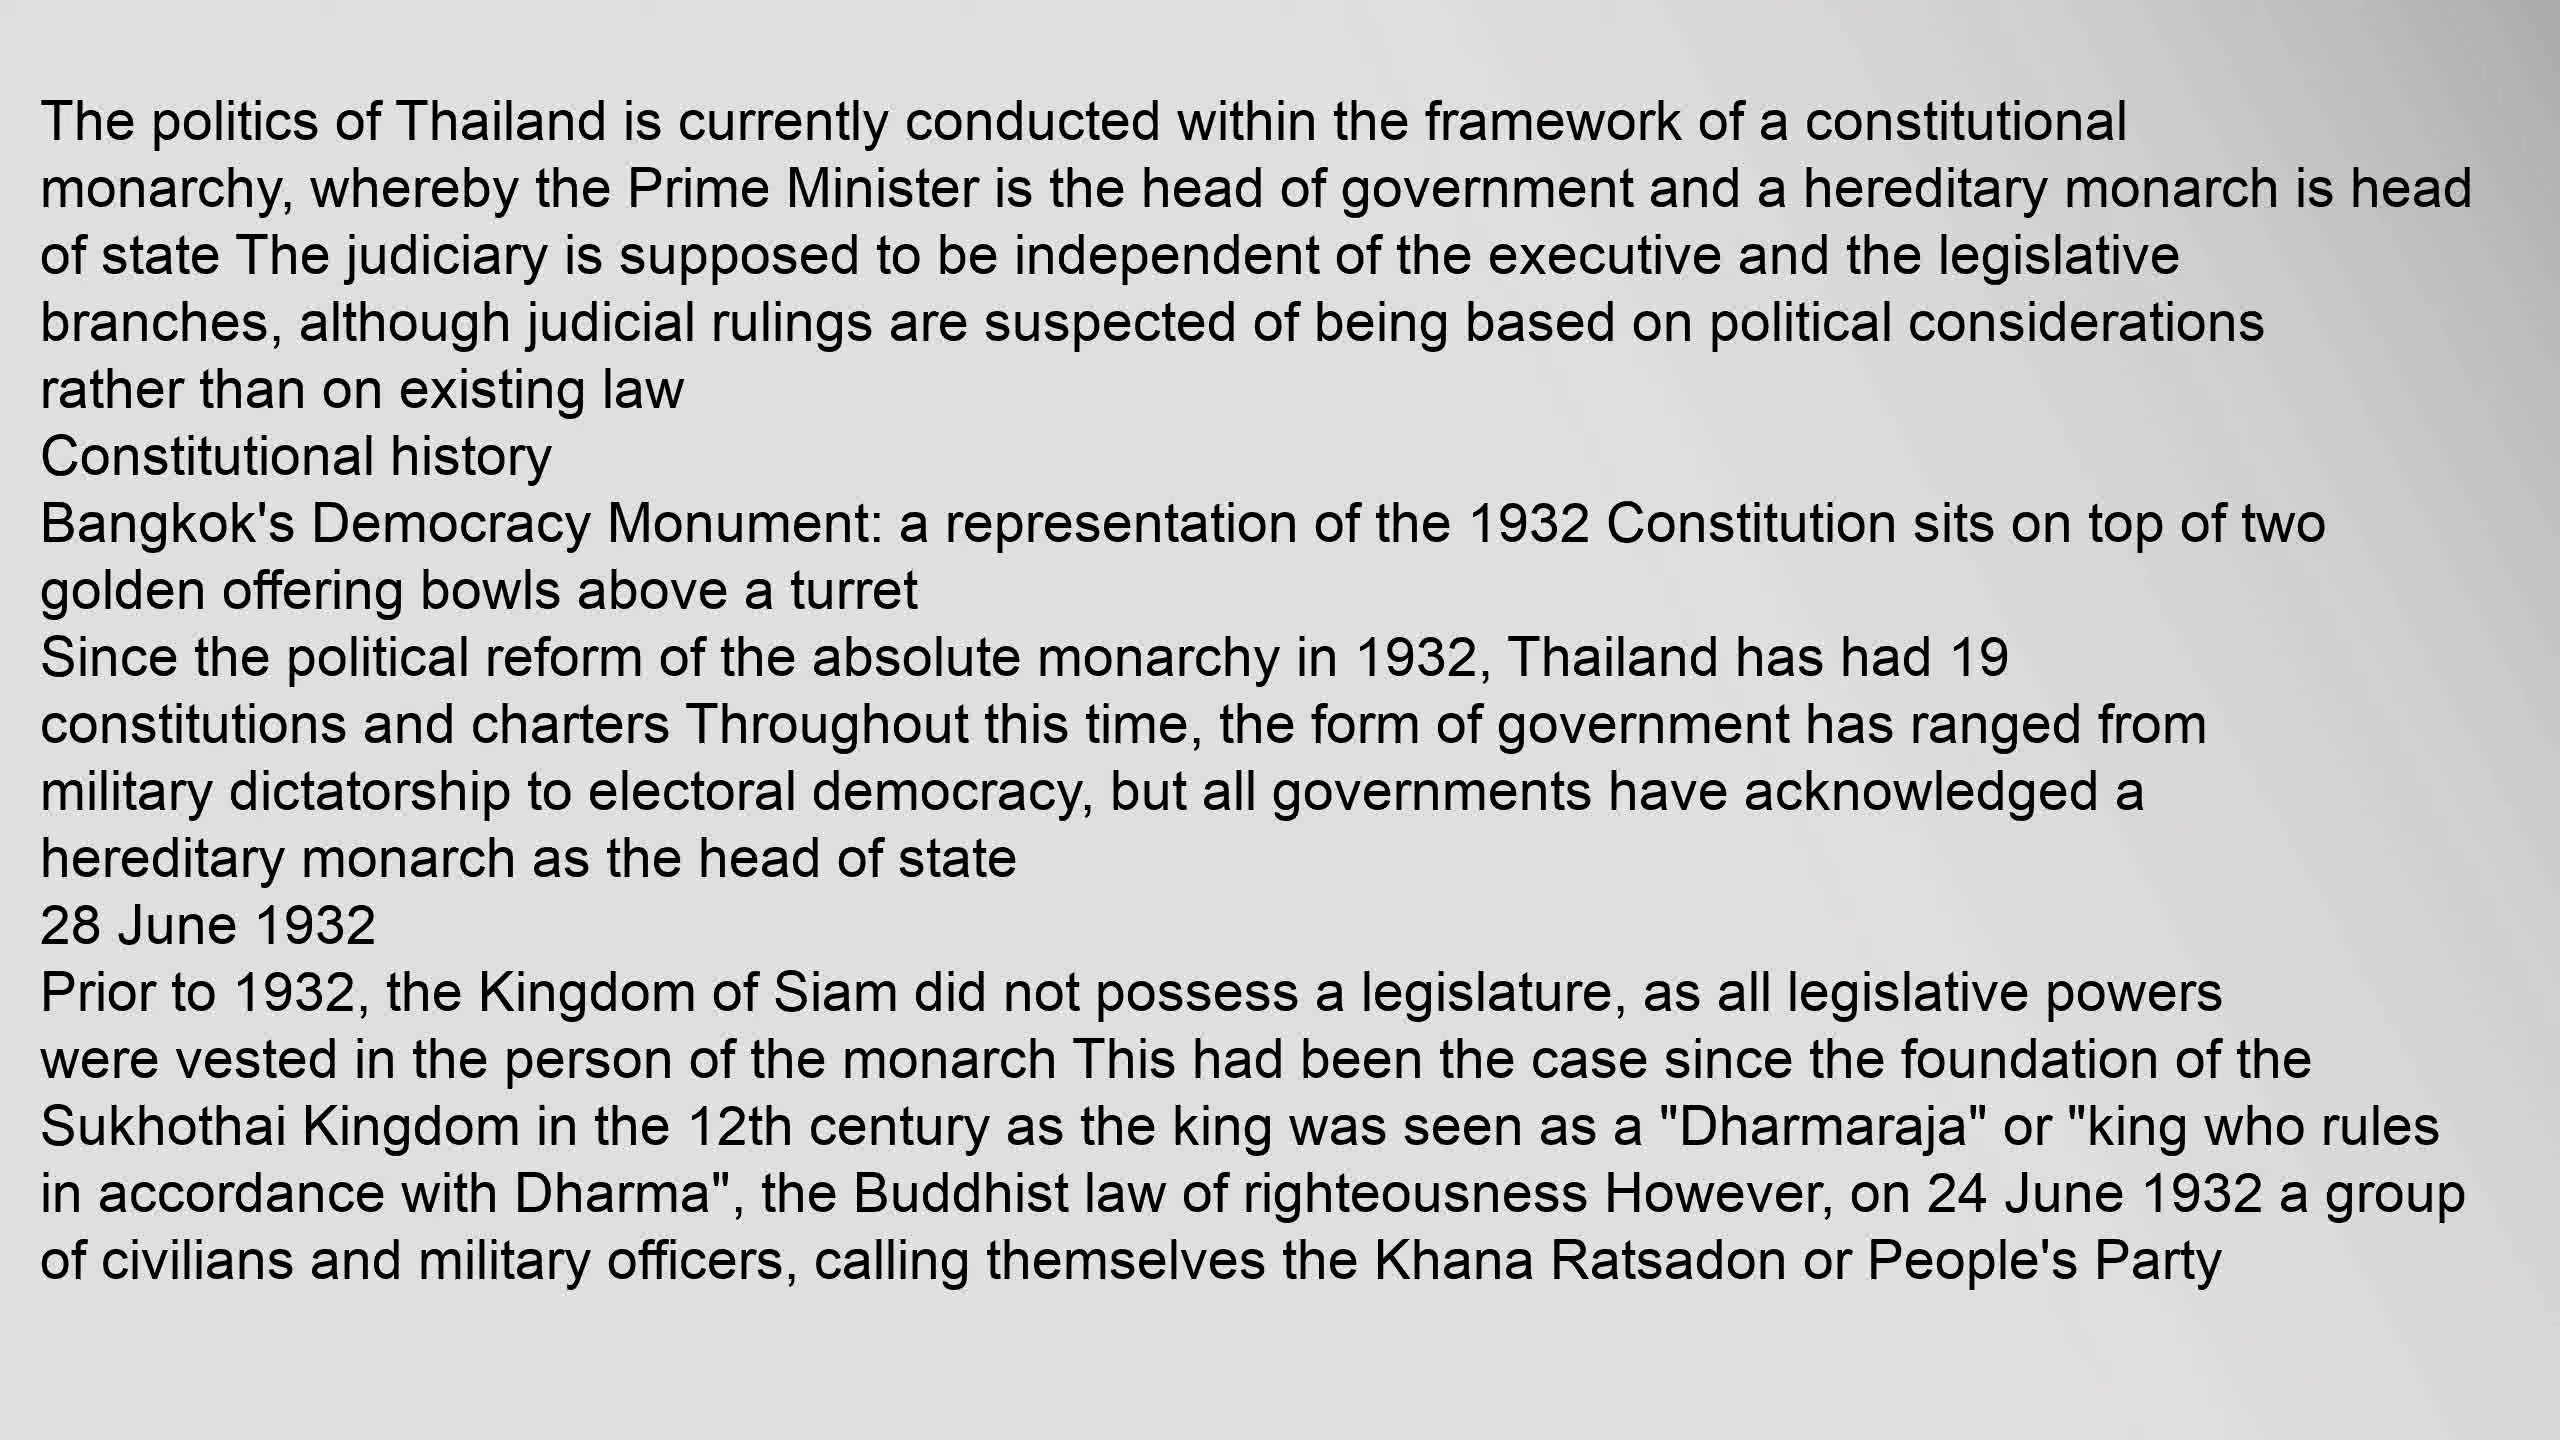 The politics of Thailand is currently conducted within the framework of a constitutional
monarchy, whereby the Prime Minister is the head of government and a hereditary monarch is head
of state The judiciary is supposed to be independent of the executive and the legislative
branches, although judicial rulings are suspected of being based on political considerations
rather than on existing law
Constitutional history
Bangkok's Democracy Monument: a representation of the 1932 Constitution sits on top of two
golden offering bowls above a turret
Since the political reform of the absolute monarchy in 1932, Thailand has had 19
constitutions and charters Throughout this time, the form of government has ranged from
military dictatorship to electoral democracy, but all governments have acknowledged a
hereditary monarch as the head of state
28 June 1932
Prior to 1932, the Kingdom of Siam did not possess a legislature, as all legislative powers
were vested in the person of the monarch This had been the case since the foundation of the
Sukhothai Kingdom in the 12th century as the king was seen as a "Dharmaraja" or "king who rules
in accordance with Dharma", the Buddhist law of righteousness However, on 24 June 1932 a group
of civilians and military officers, calling themselves the Khana Ratsadon or People's Party